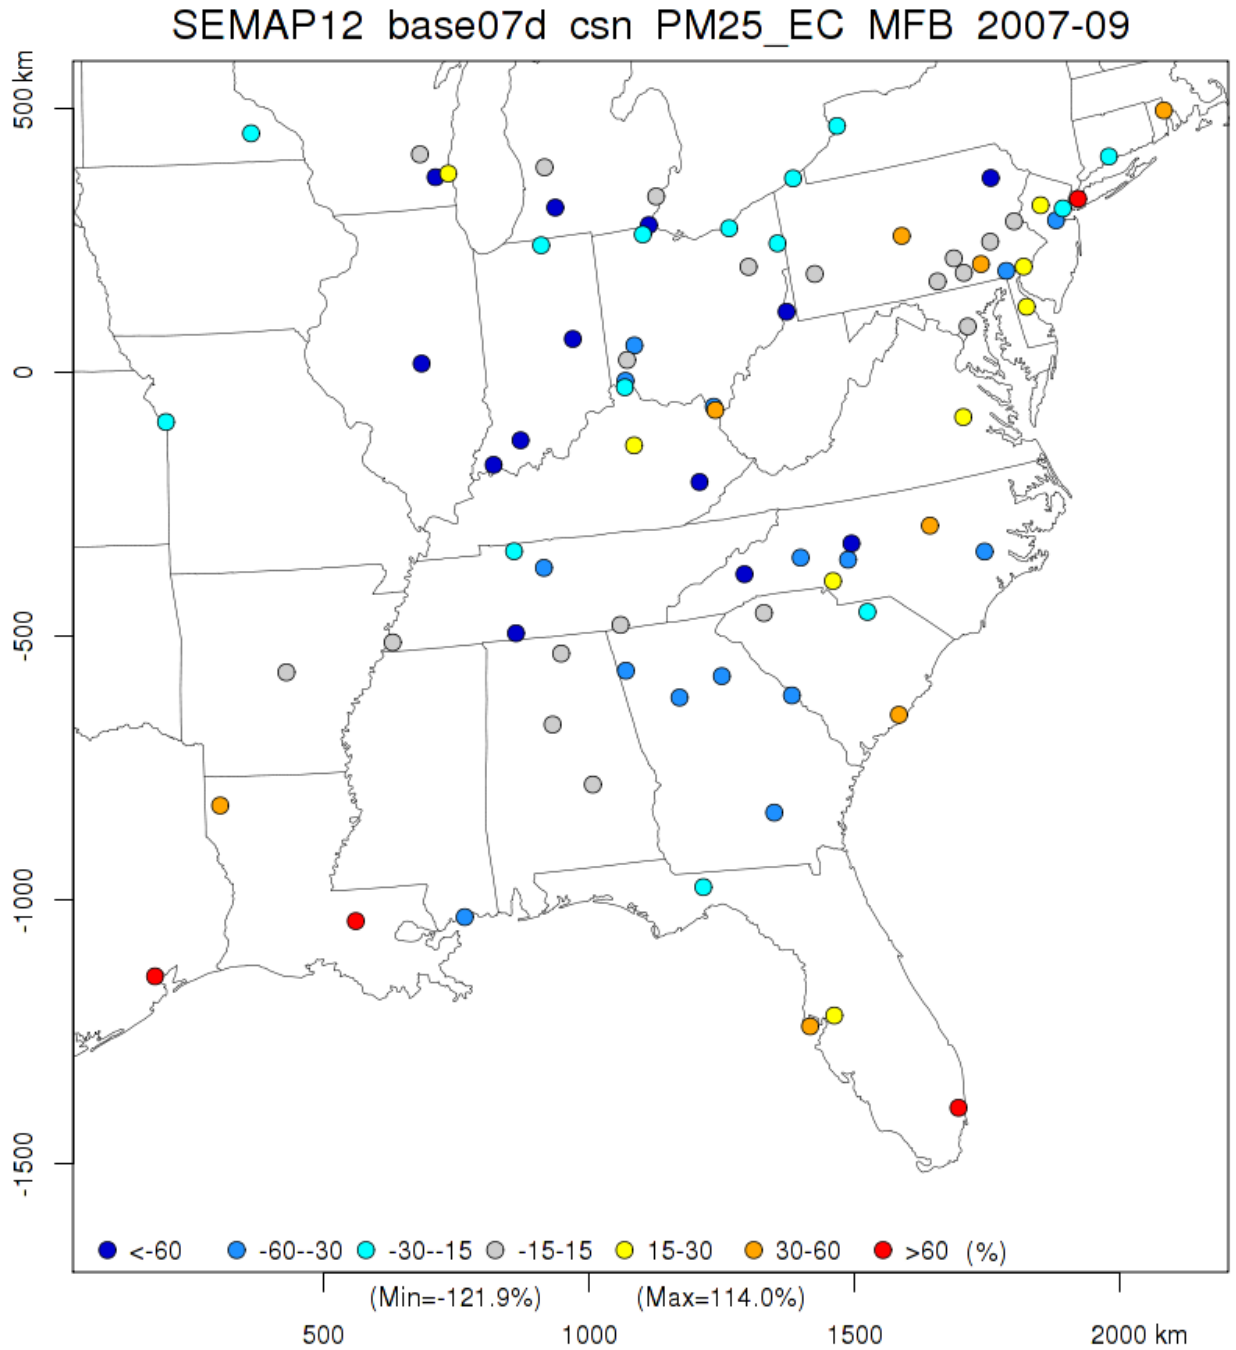 SEMAP12 base07d csn PM25_EC MFB 2007-09
500 km
0
-500
-1000
-1500
<-60 -60--30 -30--15 -15-15 15-30 30-60 >60 (%)
(Min=-121.9%) (Max=114.0%)
500 1000 1500 2000 km